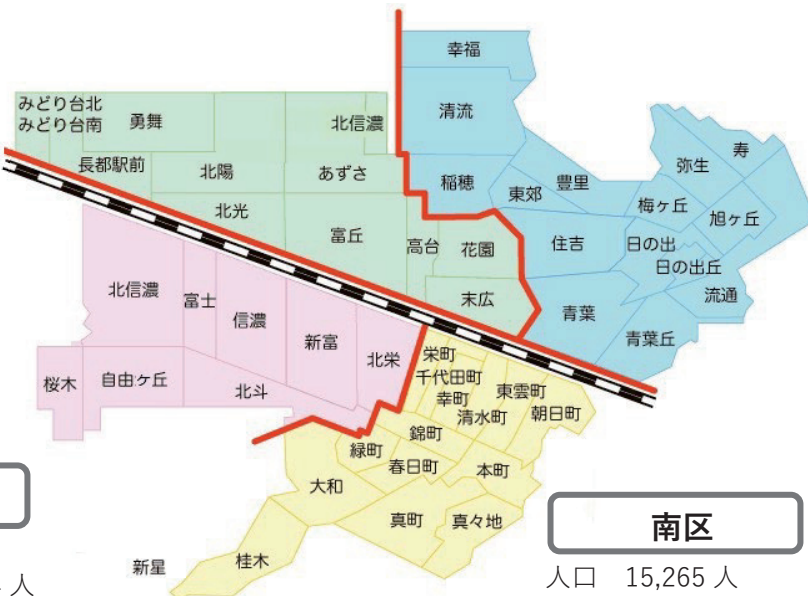 幸福
清流
みどり台北
みどり台南
勇舞
北信濃
長都駅前
北陽
あずさ
稲穂
東郊
豊里
弥生
寿
梅ヶ丘
旭ヶ丘
北光
富丘
高台
花園
住吉
日の出
日の出丘
流通
末広
青葉
青葉丘
北信濃
富士
信濃
新富
北栄
桜木
自由ケ丘
北斗
栄町
千代田町
幸町
東雲町
清水町
朝日町
錦町
緑町
春日町
本町
大和
真町
真々地
桂木
新星
南区
人口 15,265 人
人